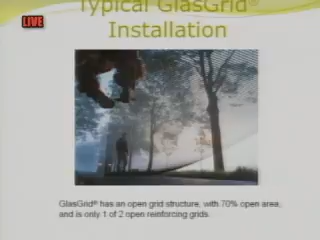 Typical GlasGrid®
LIVE
Installation
GlasGrid® has an open grid structure, with 70% open area,
and is only 1 of 2 open reinforcing grids.